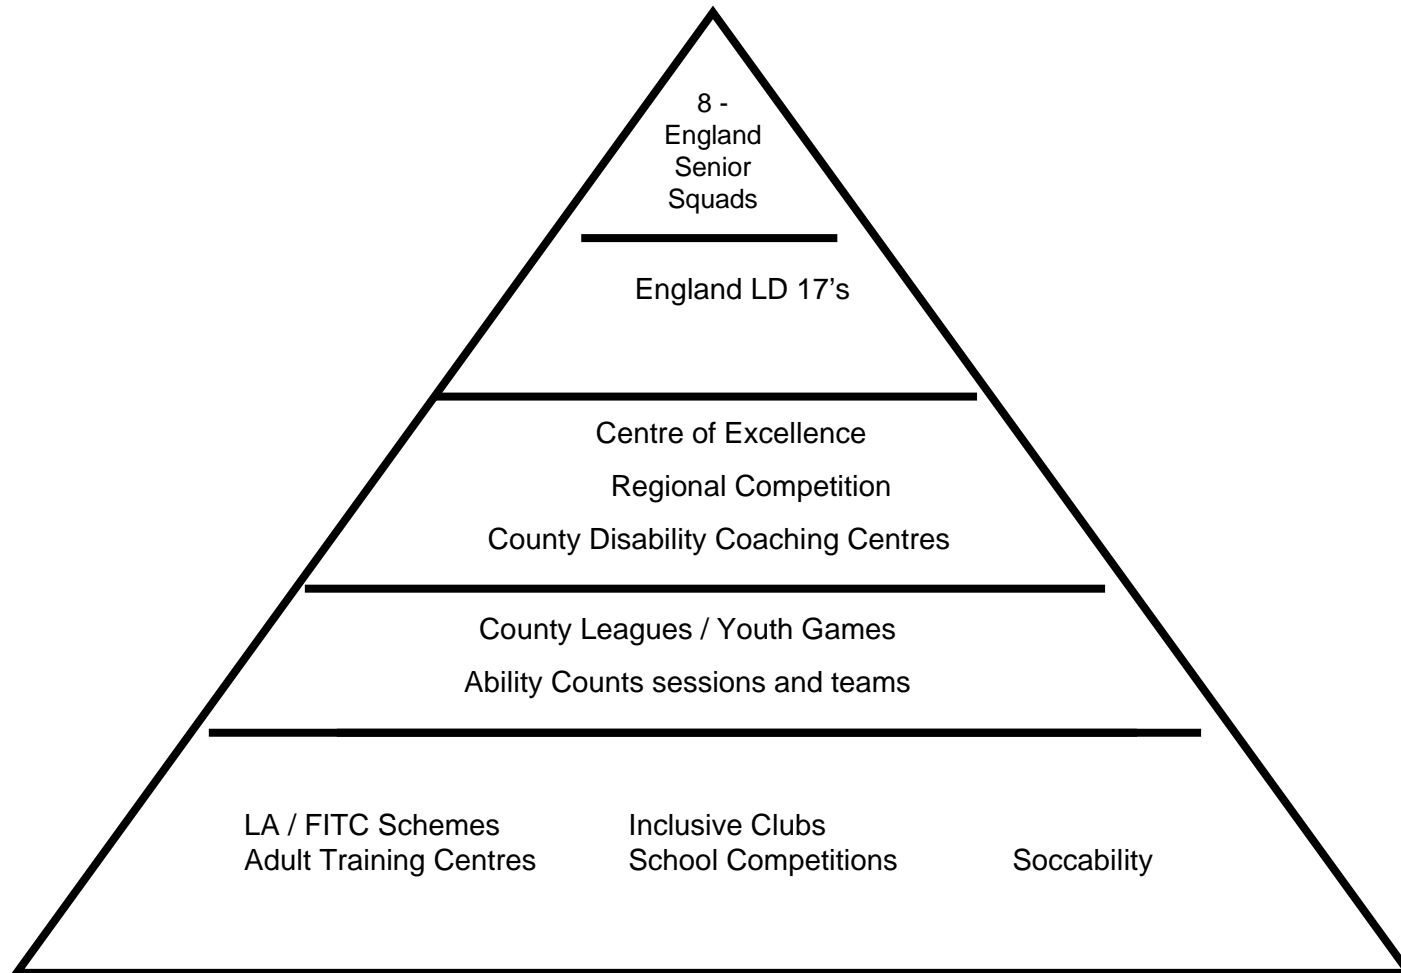 8 -
England
Senior
Squads
England LD 17’s
Centre of Excellence
Regional Competition
County Disability Coaching Centres
County Leagues / Youth Games
Ability Counts sessions and teams
LA / FITC Schemes
Adult Training Centres
Inclusive Clubs
School Competitions
Soccability